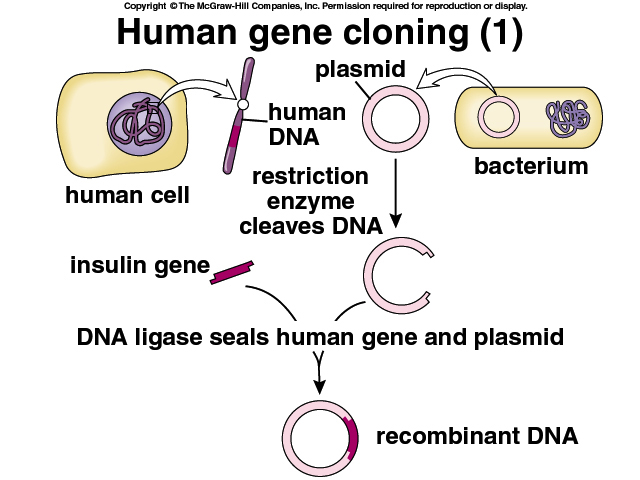 Copyright © The McGraw-Hill Companies, Inc. Permission required for reproduction or display.
Human gene cloning (1)
plasmid
human
DNA
bacterium
human cell
restriction
enzyme
cleaves DNA
insulin gene
DNA ligase seals human gene and plasmid
recombinant DNA